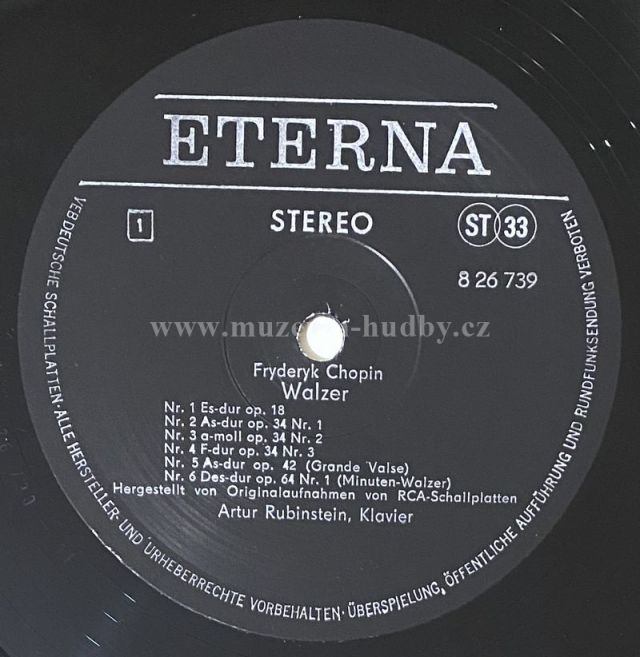 ETERNA
1 STEREO ST 33
8 26 739
www.muzeum-hudby.cz
Fryderyk Chopin
Walzer
Nr. 1 Es-dur op. 18
Nr. 2 As-dur op. 34 Nr. 1
Nr. 3 a-moll op. 34 Nr. 2
Nr. 4 F-dur op. 34 Nr. 3
Nr. 5 As-dur op. 42 (Grande Valse)
Nr. 6 Des-dur op. 64 Nr. 1 (Minuten-Walzer)
Hergestellt von Originalaufnahmen von RCA-Schallplatten
Artur Rubinstein, Klavier
VEB DEUTSCHE SCHALLPLATTEN · ALLE HERSTELLER- UND URHEBERRECHTE VORBEHALTEN · ÜBERSPIELUNG, ÖFFENTLICHE AUFFÜHRUNG UND RUNDFUNKSENDUNG VERBOTEN